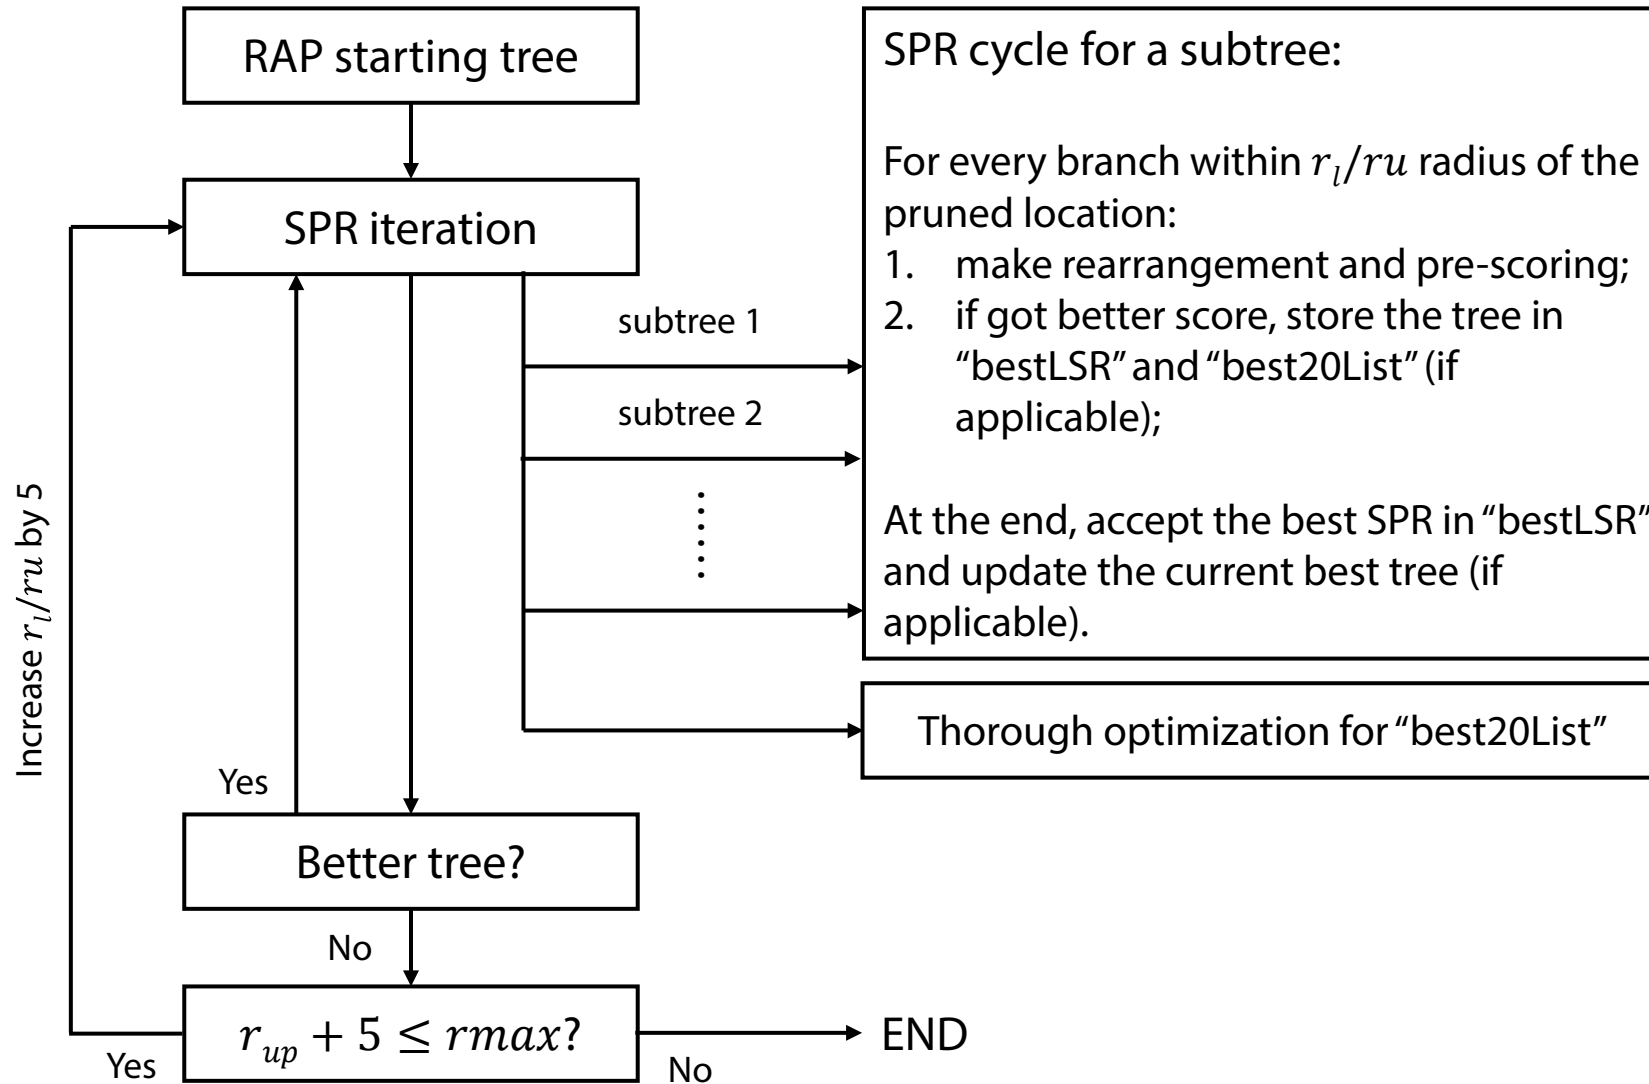 RAP starting tree
SPR iteration
subtree 1
subtree 2
SPR cycle for a subtree:
For every branch within r_l/ru radius of the
pruned location:
1. make rearrangement and pre-scoring;
2. if got better score, store the tree in
“bestLSR” and “best20List” (if
applicable);
At the end, accept the best SPR in “bestLSR”
and update the current best tree (if
applicable).
Thorough optimization for “best20List”
Increase r_l/ru by 5
Yes
Better tree?
No
r_up + 5 ≤ rmax?
Yes
No
END